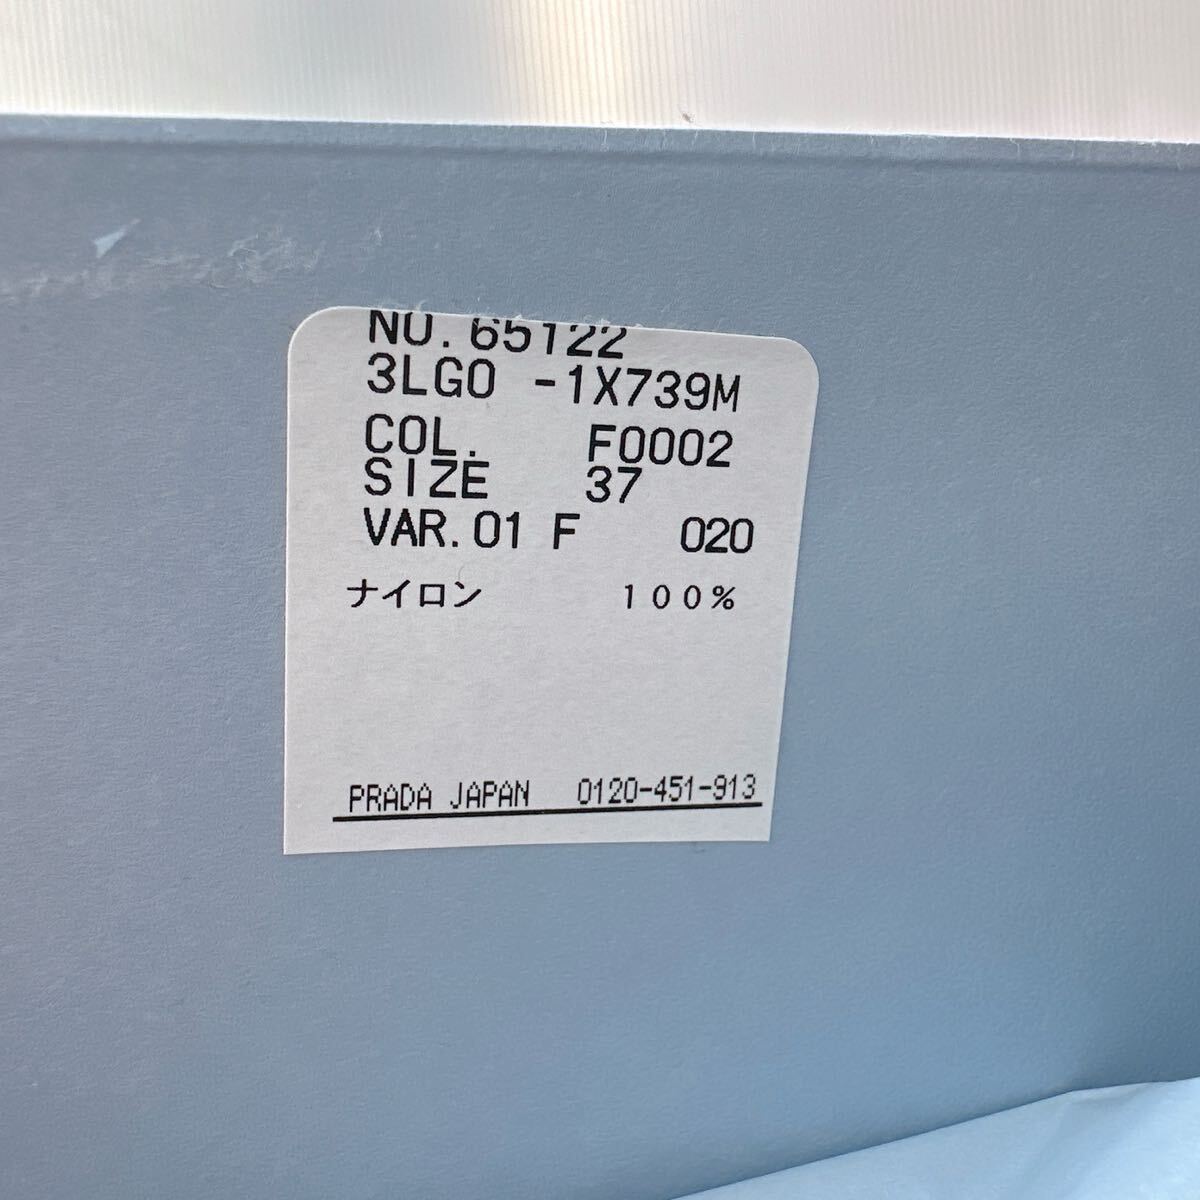 NO. 65122
3LGO -1X739M
COL. F0002
SIZE 37
VAR. 01 F 020
ナイロン １００％
PRADA JAPAN 0120-451-913